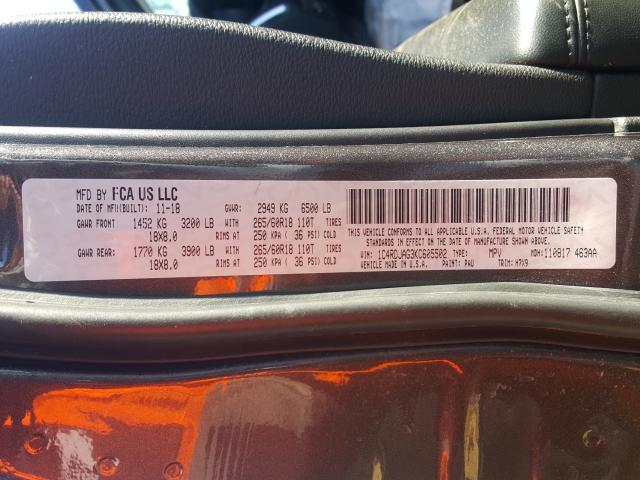 MFD BY FCA US LLC
DATE OF MFR(BUILT): 11-18 GVWR: 2949 KG 6500 LB
GAWR FRONT 1452 KG 3200 LB WITH 265/60R18 110T TIRES
18X8.0 RIMS AT 250 KPA ( 36 PSI) COLD
GAWR REAR: 1770 KG 3900 LB WITH 265/60R18 110T TIRES
18X8.0 RIMS AT 250 KPA ( 36 PSI) COLD
THIS VEHICLE CONFORMS TO ALL APPLICABLE U.S.A. FEDERAL MOTOR VEHICLE SAFETY
STANDARDS IN EFFECT ON THE DATE OF MANUFACTURE SHOWN ABOVE.
VIN: 1C4RDJAG3KC605502 TYPE: MPV MDH:110817 463AA
VEHICLE MADE IN U.S.A. PAINT: PAU TRIM: H7X9